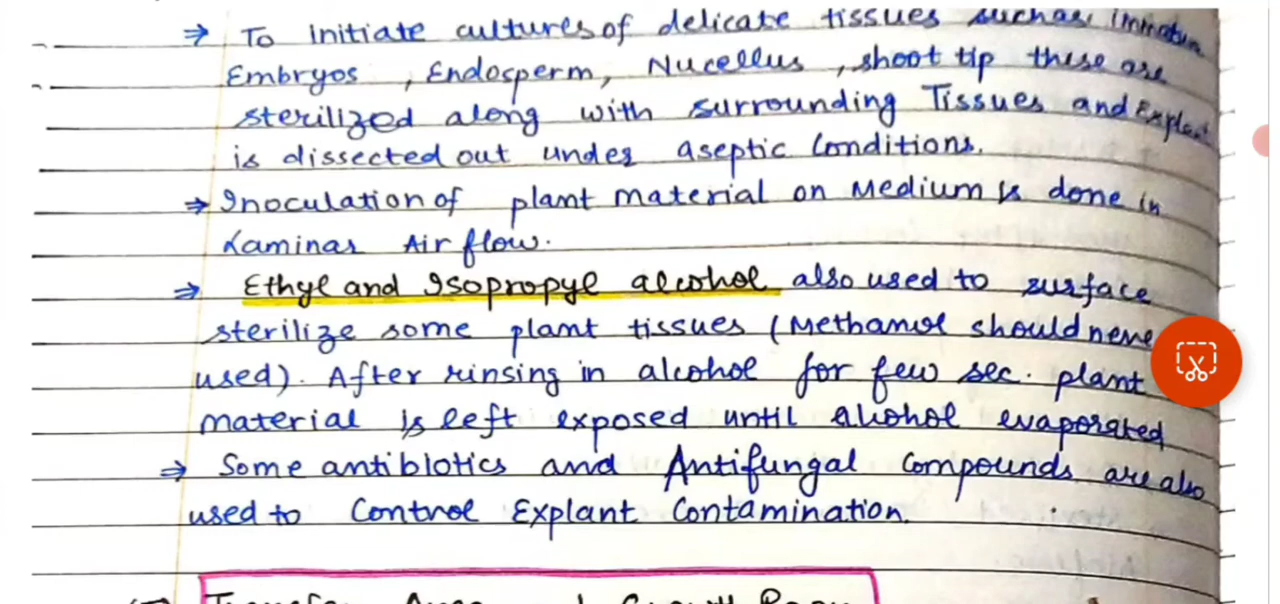 ⇒ To initiate cultures of delicate tissues such as immature
Embryos, Endosperm, Nucellus, shoot tip these are
sterilized along with surrounding Tissues and Explant
is dissected out under aseptic Conditions.
⇒ Inoculation of plant material on Medium is done in
Laminar Air flow.
⇒ Ethyl and Isopropyl alcohol also used to surface
sterilize some plant tissues (Methanol should neve
used). After rinsing in alcohol for few sec. plant
material is left exposed until alcohol evaporated
⇒ Some antibiotics and Antifungal Compounds are also
used to Control Explant Contamination.